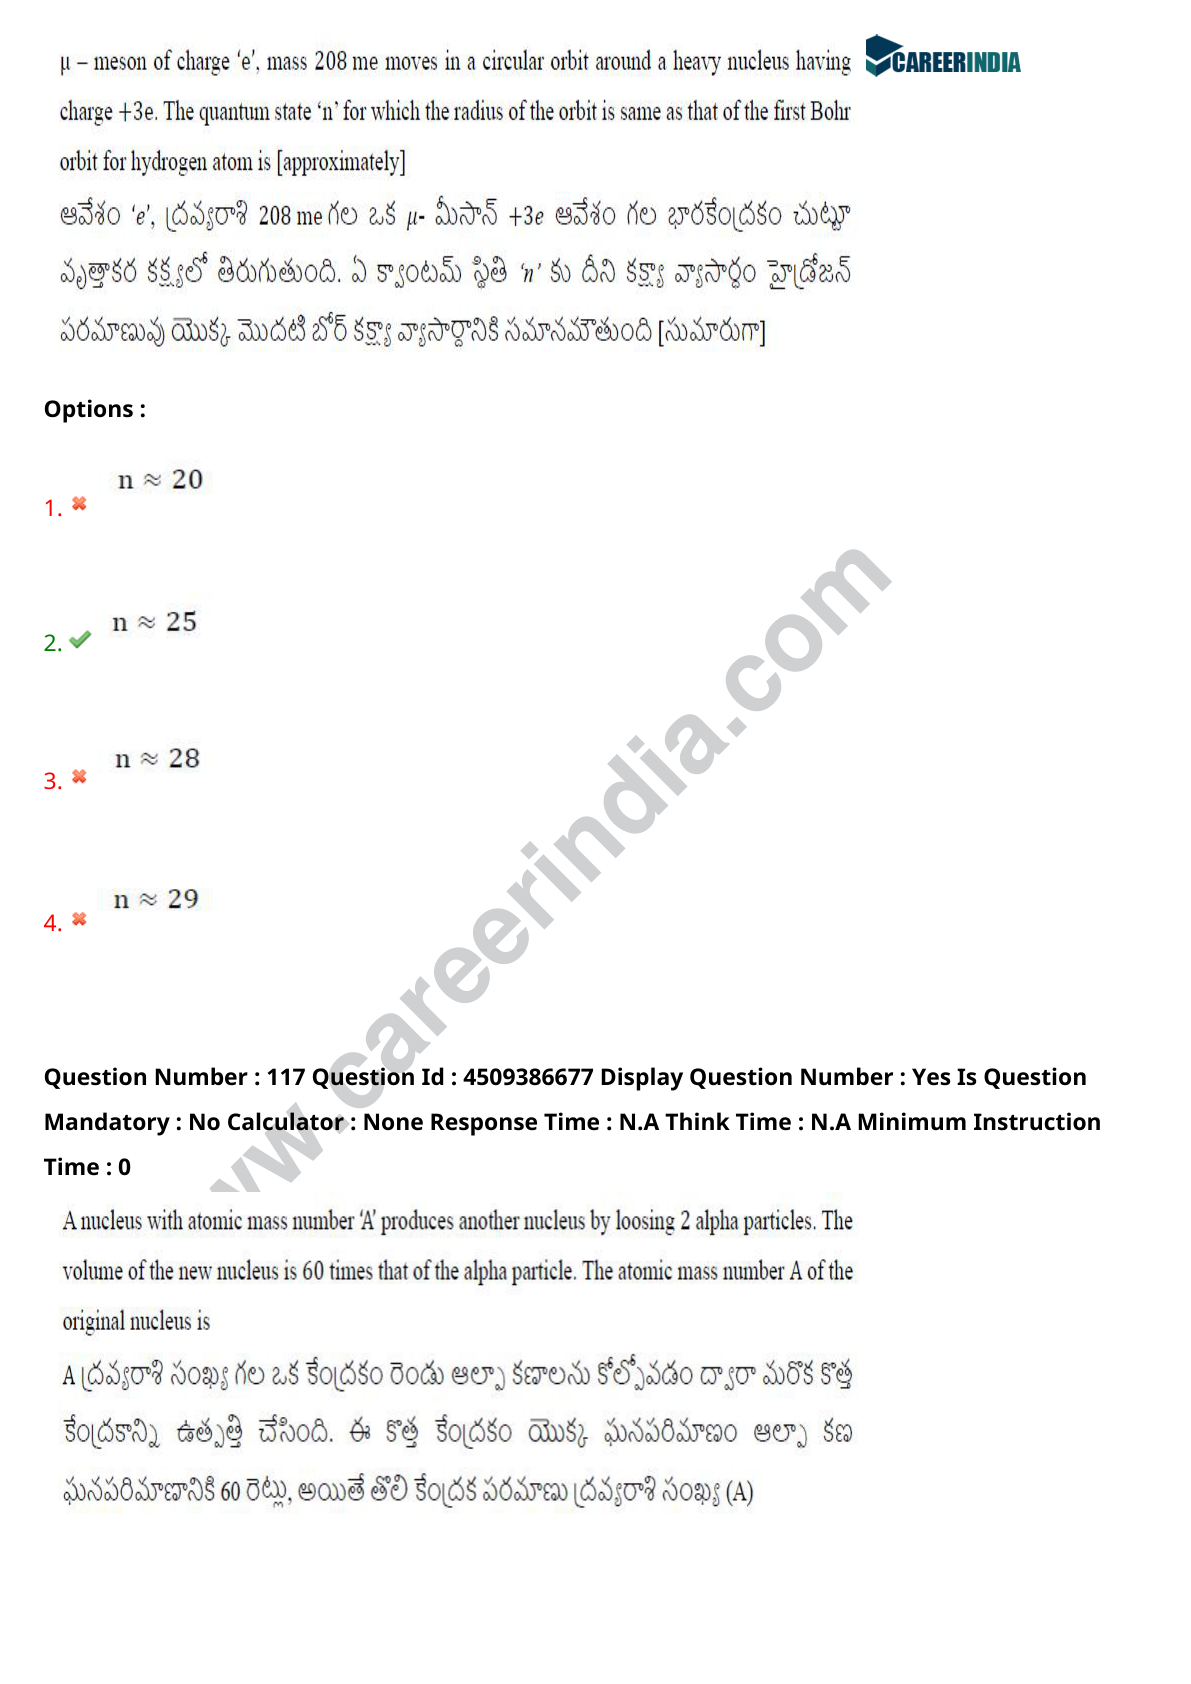 μ – meson of charge ‘e’, mass 208 me moves in a circular orbit around a heavy nucleus having
CAREERINDIA
charge +3e. The quantum state ‘n’ for which the radius of the orbit is same as that of the first Bohr
orbit for hydrogen atom is [approximately]
ఆవేశం ‘e’, ద్రవ్యరాశి 208 me గల ఒక μ- మీసాన్ +3e ఆవేశం గల భారకేంద్రకం చుట్టూ
వృత్తాకర కక్ష్యలో తిరుగుతుంది. ఏ క్వాంటమ్ స్థితి ‘n’ కు దీని కక్ష్యా వ్యాసార్ధం హైడ్రోజన్
పరమాణువు యొక్క మొదటి బోర్ కక్ష్యా వ్యాసార్దానికి సమానమౌతుంది [సుమారుగా]
Options :
1. n ≈ 20
2. n ≈ 25
3. n ≈ 28
4. n ≈ 29
www.careerindia.com
Question Number : 117 Question Id : 4509386677 Display Question Number : Yes Is Question
Mandatory : No Calculator : None Response Time : N.A Think Time : N.A Minimum Instruction
Time : 0
A nucleus with atomic mass number ‘A’ produces another nucleus by loosing 2 alpha particles. The
volume of the new nucleus is 60 times that of the alpha particle. The atomic mass number A of the
original nucleus is
A ద్రవ్యరాశి సంఖ్య గల ఒక కేంద్రకం రెండు ఆల్ఫా కణాలను కోల్పోవడం ద్వారా మరొక కొత్త
కేంద్రకాన్ని ఉత్పత్తి చేసింది. ఈ కొత్త కేంద్రకం యొక్క ఘనపరిమాణం ఆల్ఫా కణ
ఘనపరిమాణానికి 60 రెట్లు, అయితే తొలి కేంద్రక పరమాణు ద్రవ్యరాశి సంఖ్య (A)